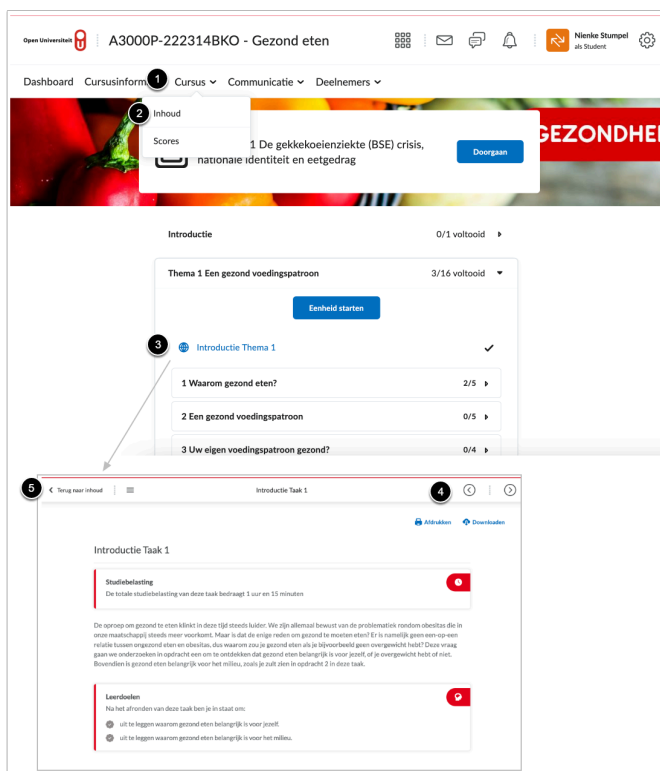 Open Universiteit
A3000P-222314BKO - Gezond eten
Nienke Stumpel
als Student
Dashboard Cursusinform 1 Cursus Communicatie Deelnemers
2 Inhoud
Scores
1 De gekkekoeienziekte (BSE) crisis,
nationale identiteit en eetgedrag
Doorgaan
GEZONDHE
Introductie 0/1 voltooid
Thema 1 Een gezond voedingspatroon 3/16 voltooid
Eenheid starten
3 Introductie Thema 1
1 Waarom gezond eten? 2/5
2 Een gezond voedingspatroon 0/5
3 Uw eigen voedingspatroon gezond? 0/4
5 Terug naar inhoud Introductie Taak 1 4
Afdrukken Downloaden
Introductie Taak 1
Studiebelasting
De totale studiebelasting van deze taak bedraagt 1 uur en 15 minuten
De oproep om gezond te eten klinkt in deze tijd steeds luider. We zijn allemaal bewust van de problematiek rondom obesitas die in
onze maatschappij steeds meer voorkomt. Maar is dat de enige reden om gezond te moeten eten? Er is namelijk geen een-op-een
relatie tussen ongezond eten en obesitas, dus waarom zou je gezond eten als je bijvoorbeeld geen overgewicht hebt? Deze vraag
gaan we onderzoeken in opdracht een om te ontdekken dat gezond eten belangrijk is voor jezelf, of je overgewicht hebt of niet.
Bovendien is gezond eten belangrijk voor het milieu, zoals je zult zien in opdracht 2 in deze taak.
Leerdoelen
Na het afronden van deze taak ben je in staat om:
uit te leggen waarom gezond eten belangrijk is voor jezelf.
uit te leggen waarom gezond eten belangrijk is voor het milieu.